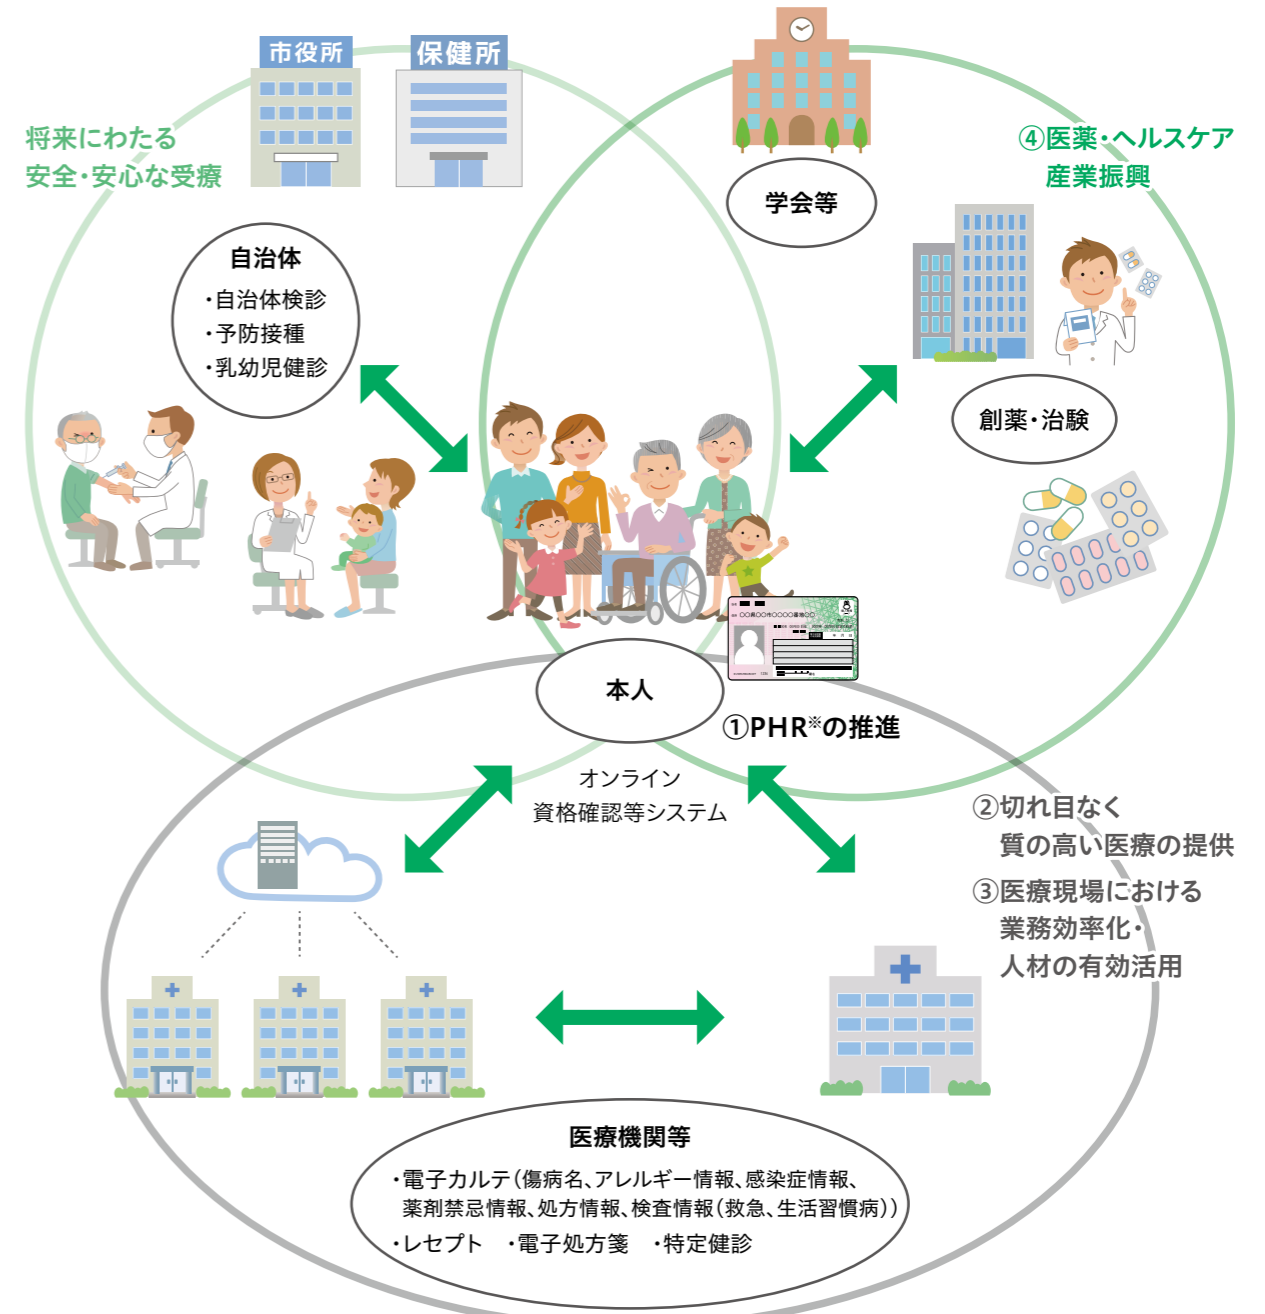 市役所
保健所
将来にわたる
安全・安心な受療
④医薬・ヘルスケア
産業振興
学会等
自治体
・自治体検診
・予防接種
・乳幼児健診
創薬・治験
本人
①PHR※の推進
オンライン
資格確認等システム
②切れ目なく
質の高い医療の提供
③医療現場における
業務効率化・
人材の有効活用
医療機関等
・電子カルテ（傷病名、アレルギー情報、感染症情報、
薬剤禁忌情報、処方情報、検査情報（救急、生活習慣病））
・レセプト ・電子処方箋 ・特定健診